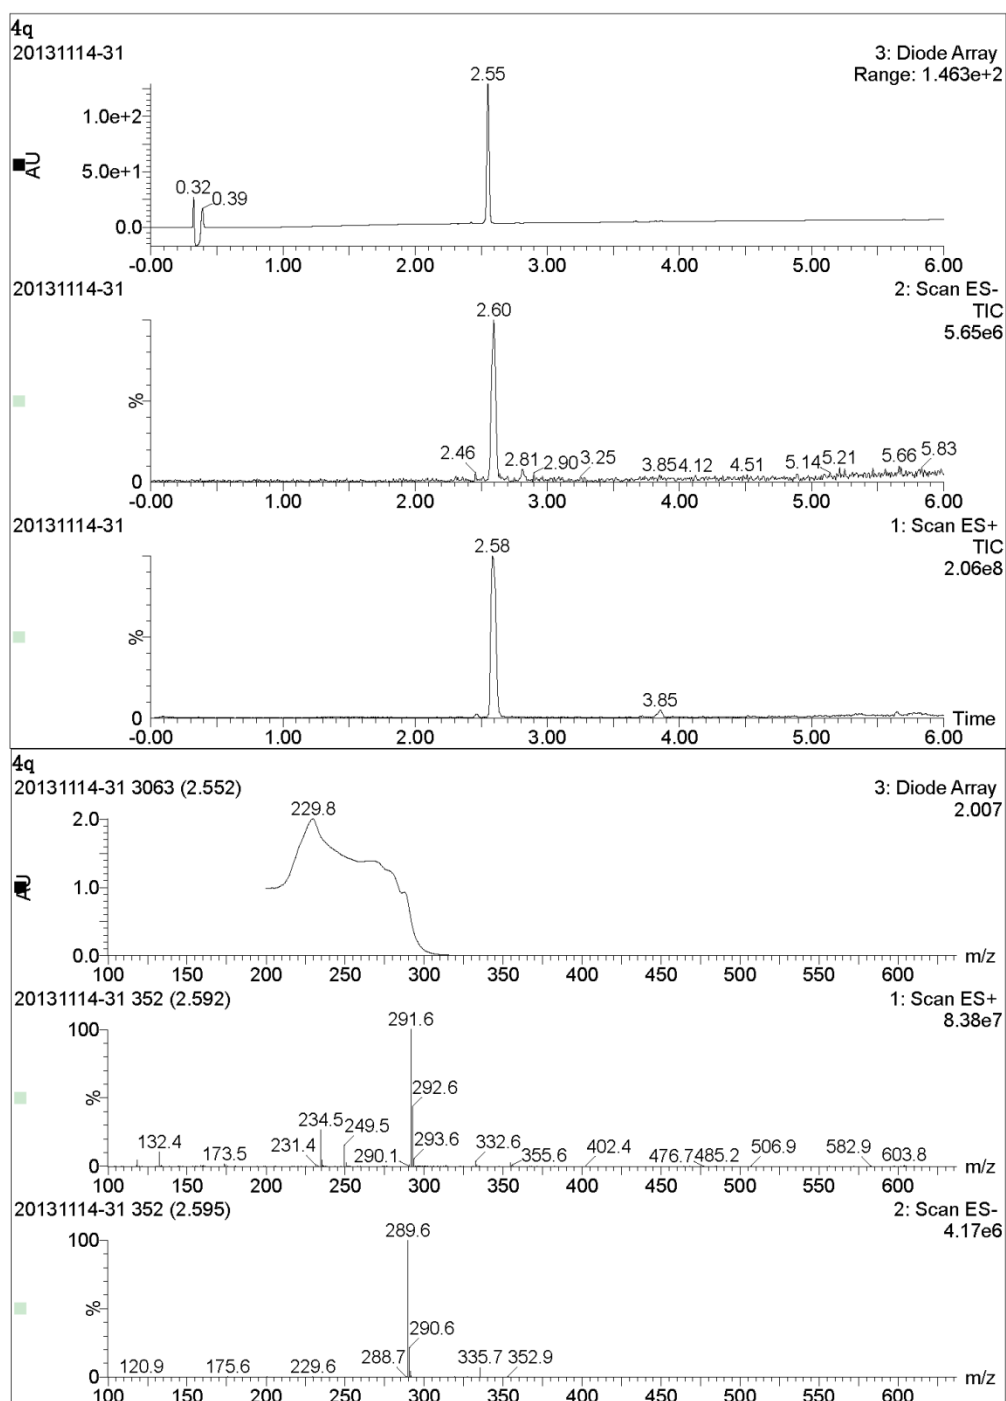 4q
20131114-31
3: Diode Array
Range: 1.463e+2
2.55
1.0e+2
AU
5.0e+1
0.32
0.39
0.0
-0.00 1.00 2.00 3.00 4.00 5.00 6.00
20131114-31
2: Scan ES-
TIC
5.65e6
2.60
%
2.46 2.81 2.90 3.25 3.85 4.12 4.51 5.14 5.21 5.66 5.83
0
-0.00 1.00 2.00 3.00 4.00 5.00 6.00
20131114-31
1: Scan ES+
TIC
2.06e8
2.58
%
3.85
0
Time
-0.00 1.00 2.00 3.00 4.00 5.00 6.00
4q
20131114-31 3063 (2.552)
3: Diode Array
2.007
229.8
2.0
AU
1.0
0.0
m/z
100 150 200 250 300 350 400 450 500 550 600
20131114-31 352 (2.592)
1: Scan ES+
8.38e7
100
291.6
%
292.6
234.5 249.5
132.4 173.5 231.4 290.1 293.6 332.6 355.6 402.4 476.7 485.2 506.9 582.9 603.8
0
m/z
100 150 200 250 300 350 400 450 500 550 600
20131114-31 352 (2.595)
2: Scan ES-
4.17e6
100
289.6
%
290.6
120.9 175.6 229.6 288.7 335.7 352.9
0
m/z
100 150 200 250 300 350 400 450 500 550 600